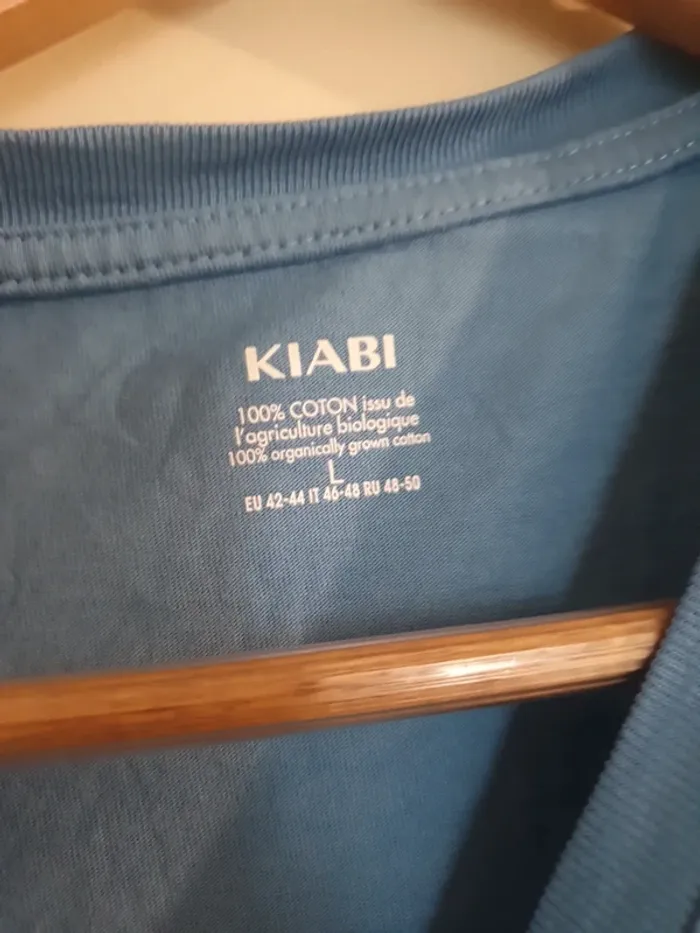 KIABI
100% COTON issu de
l'agriculture biologique
100% organically grown cotton
L
EU 42-44 IT 46-48 RU 48-50